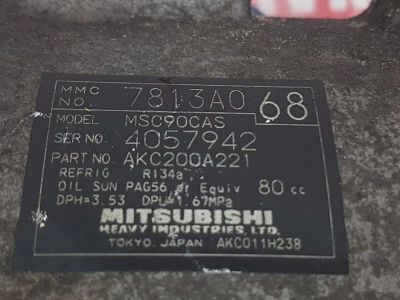 MMC NO. 7813A068
MODEL MSC90CAS
SER NO. 4057942
PART NO. AKC200A221
REFRIG R134a
OIL SUN PAG56 or Equiv 80 cc
DPH=3.53 DPL=1.67MPa
MITSUBISHI
HEAVY INDUSTRIES, LTD.
TOKYO, JAPAN AKC011H238